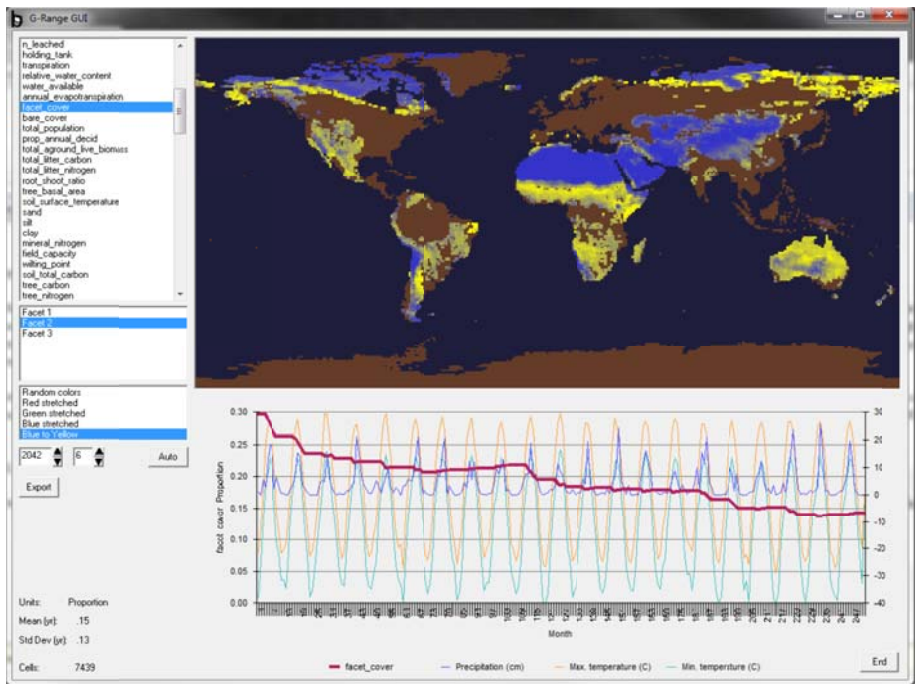 G-Range GUI
n_leached
holding_tank
transpiration
relative_water_content
water_available
annual_evapotranspiration
facet_cover
bare_cover
total_population
prop_annual_decid
total_aground_live_biomass
total_litter_carbon
total_litter_nitrogen
root_shoot_ratio
tree_basal_area
soil_surface_temperature
sand
silt
clay
mineral_nitrogen
field_capacity
wilting_point
soil_total_carbon
tree_carbon
tree_nitrogen
Facet 1
Facet 2
Facet 3
Random colors
Red stretched
Green stretched
Blue stretched
Blue to Yellow
2042 6 Auto
Export
0.30
0.25
0.20
0.15
0.10
0.05
0.00
facet_cover Proportion
30
20
10
0
-10
-20
-30
-40
Month
Units: Proportion
Mean (yr): .15
Std Dev (yr): .13
Cells: 7439
facet_cover Precipitation (cm) Max. temperature (C) Min. temperture (C)
End